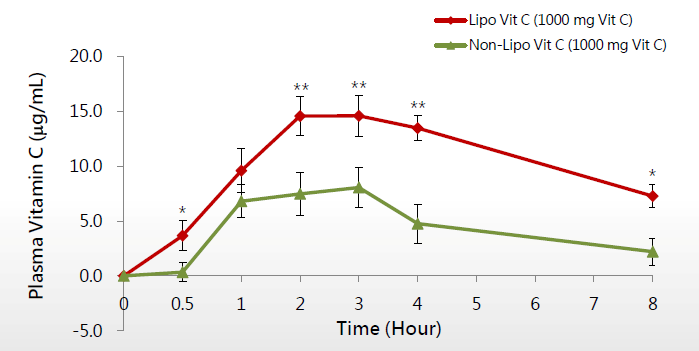 Lipo Vit C (1000 mg Vit C)
Non-Lipo Vit C (1000 mg Vit C)
Plasma Vitamin C (µg/mL)
20.0
15.0
10.0
5.0
0.0
-5.0
* ** ** ** *
0 0.5 1 2 3 4 5 6 7 8
Time (Hour)